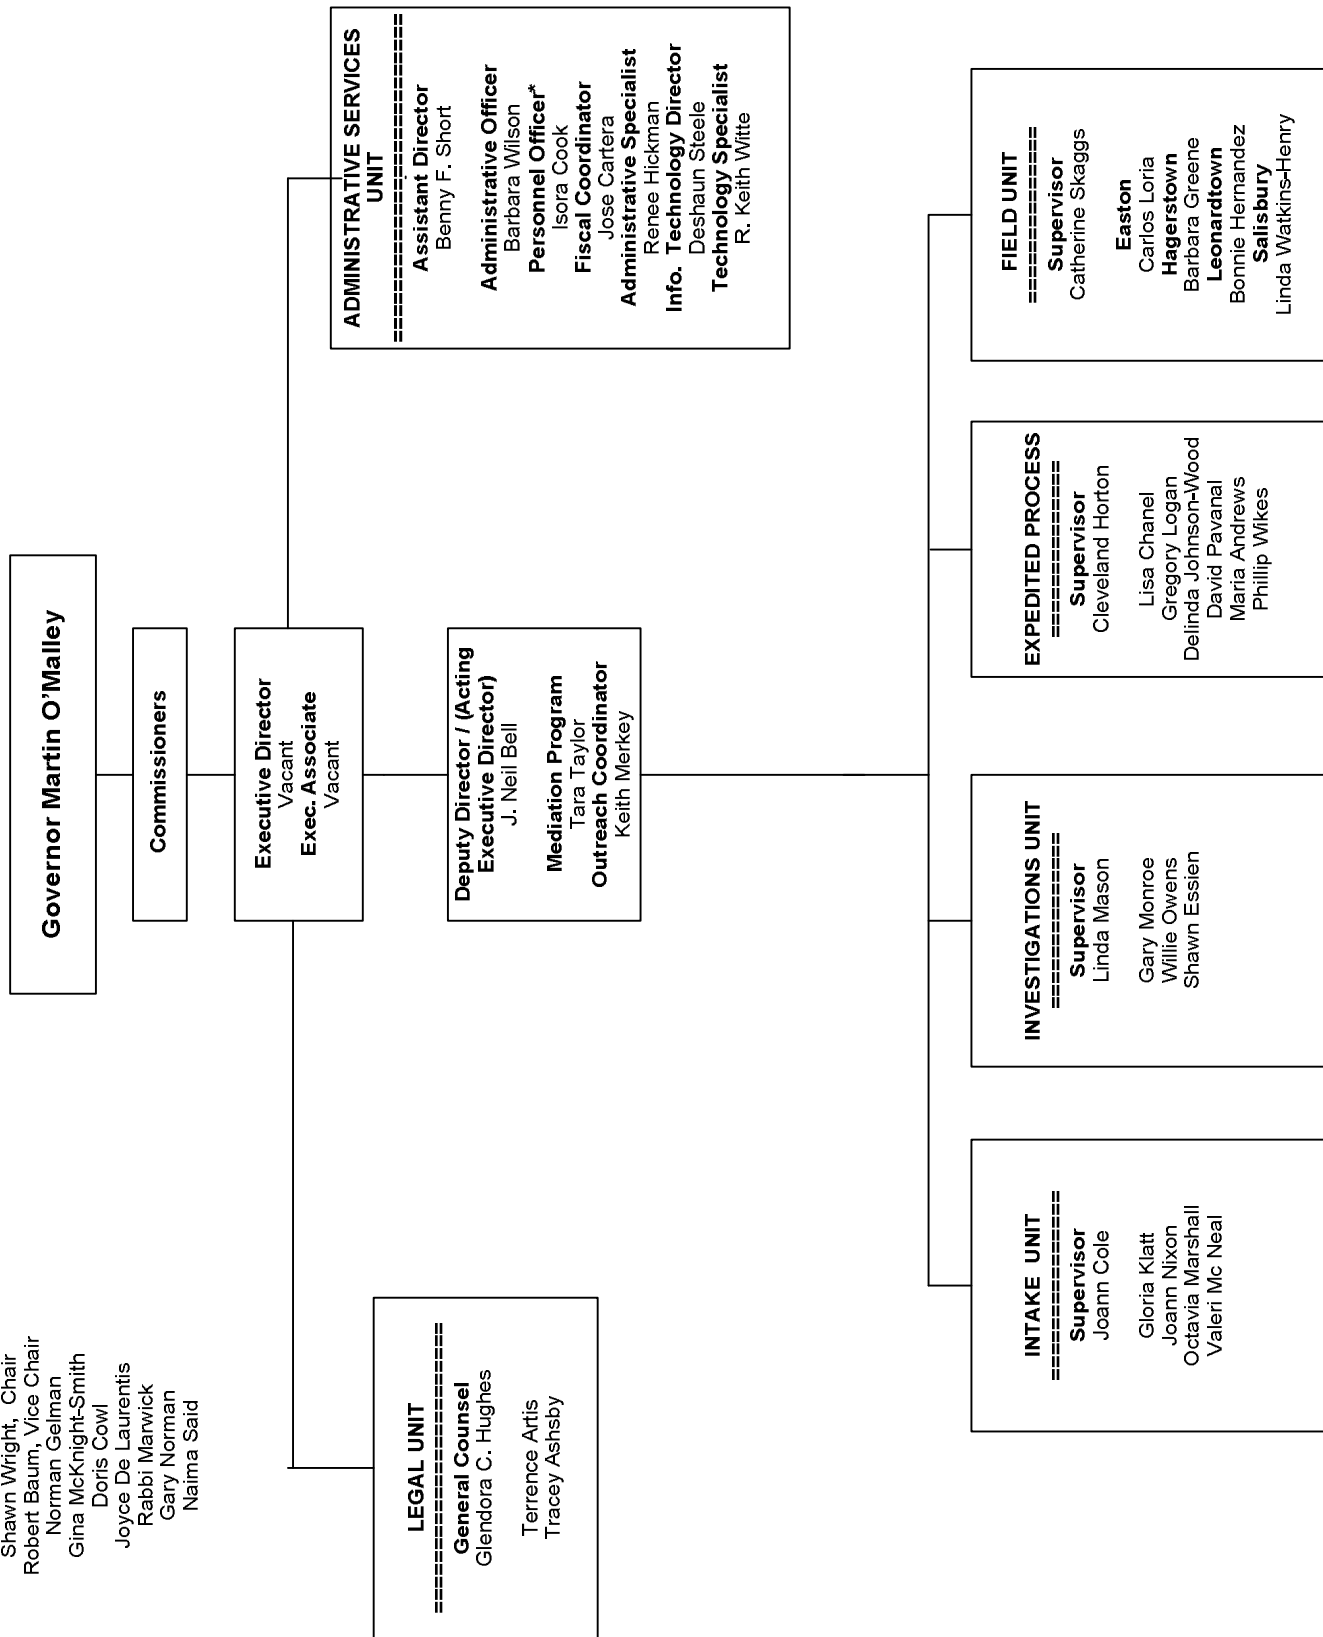 Shawn Wright, Chair
Robert Baum, Vice Chair
Norman Gelman
Gina McKnight-Smith
Doris Cowl
Joyce De Laurentis
Rabbi Marwick
Gary Norman
Naima Said
Governor Martin O'Malley
Commissioners
Executive Director
Vacant
Exec. Associate
Vacant
LEGAL UNIT
==========================
General Counsel
Glendora C. Hughes
Terrence Artis
Tracey Ashsby
Deputy Director / (Acting
Executive Director)
J. Neil Bell
Mediation Program
Tara Taylor
Outreach Coordinator
Keith Merkey
ADMINISTRATIVE SERVICES
UNIT
==============================
Assistant Director
Benny F. Short
Administrative Officer
Barbara Wilson
Personnel Officer*
Isora Cook
Fiscal Coordinator
Jose Cartera
Administrative Specialist
Renee Hickman
Info. Technology Director
Deshaun Steele
Technology Specialist
R. Keith Witte
INTAKE UNIT
=================
Supervisor
Joann Cole
Gloria Klatt
Joann Nixon
Octavia Marshall
Valeri Mc Neal
INVESTIGATIONS UNIT
================
Supervisor
Linda Mason
Gary Monroe
Willie Owens
Shawn Essien
EXPEDITED PROCESS
================
Supervisor
Cleveland Horton
Lisa Chanel
Gregory Logan
Delinda Johnson-Wood
David Pavanal
Maria Andrews
Phillip Wikes
FIELD UNIT
================
Supervisor
Catherine Skaggs
Easton
Carlos Loria
Hagerstown
Barbara Greene
Leonardtown
Bonnie Hernandez
Salisbury
Linda Watkins-Henry